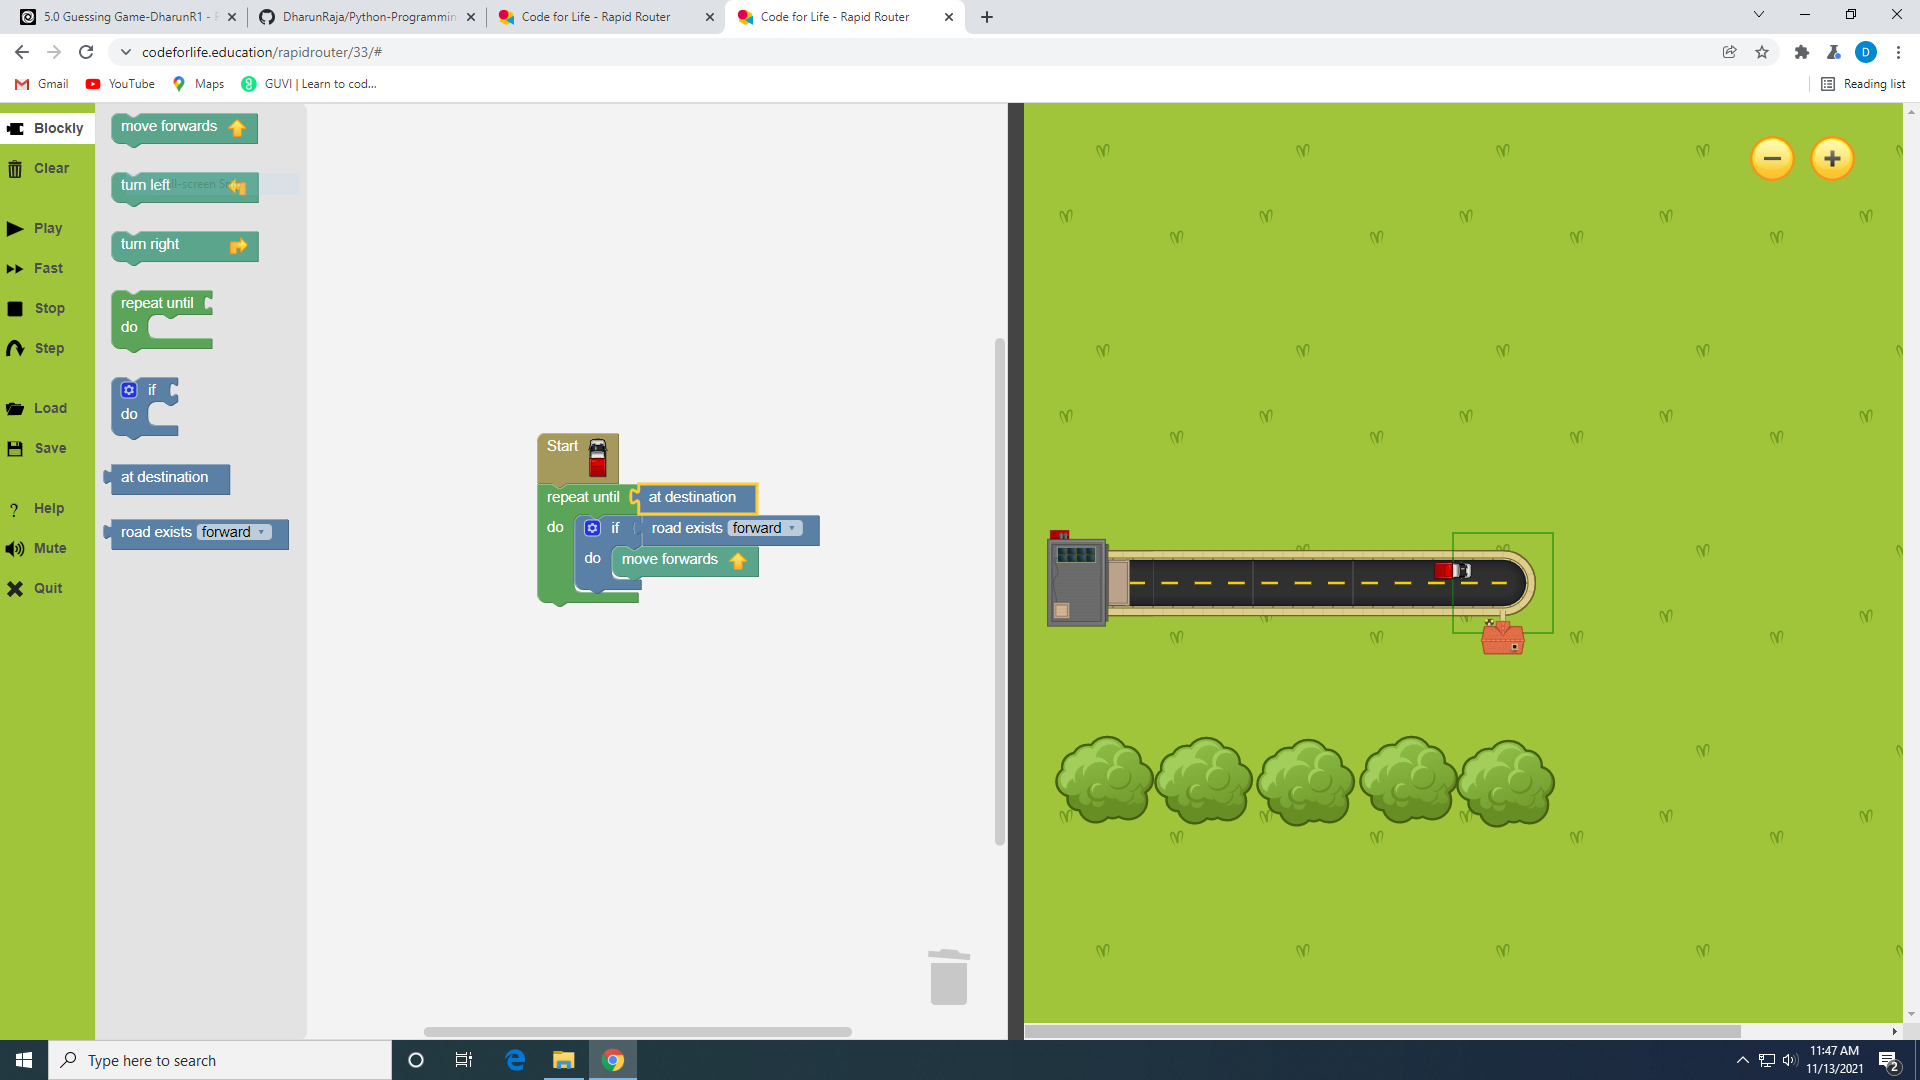 5.0 Guessing Game-DharunR1 - F
DharunRaja/Python-Programmin
Code for Life - Rapid Router
Code for Life - Rapid Router
codeforlife.education/rapidrouter/33/#
D
Gmail
YouTube
Maps
GUVI | Learn to cod...
Reading list
Blockly
Clear
Play
Fast
Stop
Step
Load
Save
? Help
Mute
Quit
move forwards
turn left
turn right
repeat until
do
if
do
at destination
road exists forward
Start
repeat until at destination
do if road exists forward
do move forwards
Type here to search
11:47 AM
11/13/2021
2